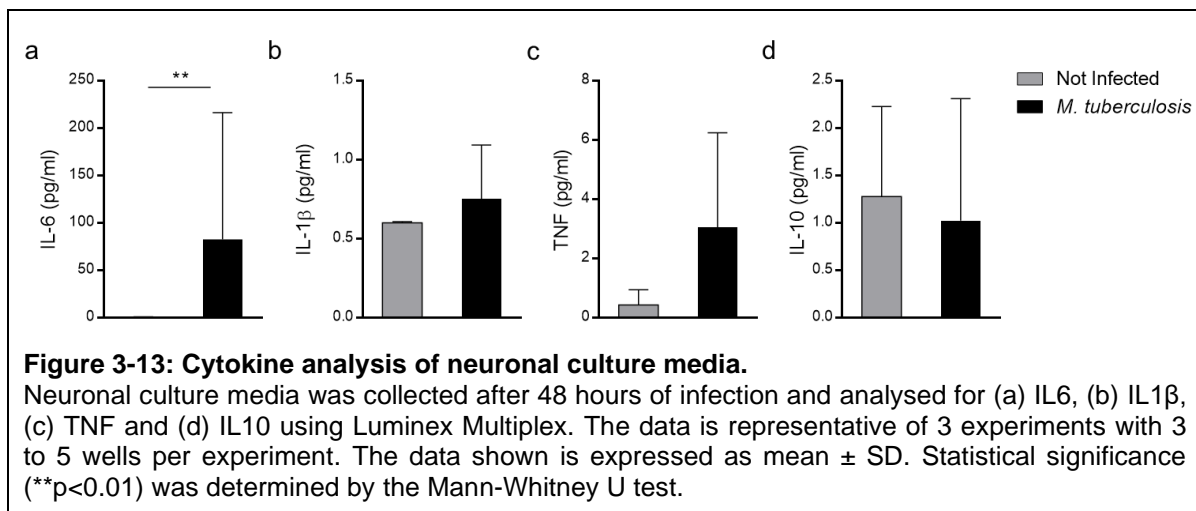 a
b
c
d
250
200
150
100
50
0
IL-6 (pg/ml)
**
1.5
1.0
0.5
0.0
IL-1β (pg/ml)
8
6
4
2
0
TNF (pg/ml)
2.5
2.0
1.5
1.0
0.5
0.0
IL-10 (pg/ml)
Not Infected
M. tuberculosis
Figure 3-13: Cytokine analysis of neuronal culture media.
Neuronal culture media was collected after 48 hours of infection and analysed for (a) IL6, (b) IL1β,
(c) TNF and (d) IL10 using Luminex Multiplex. The data is representative of 3 experiments with 3
to 5 wells per experiment. The data shown is expressed as mean ± SD. Statistical significance
(**p<0.01) was determined by the Mann-Whitney U test.